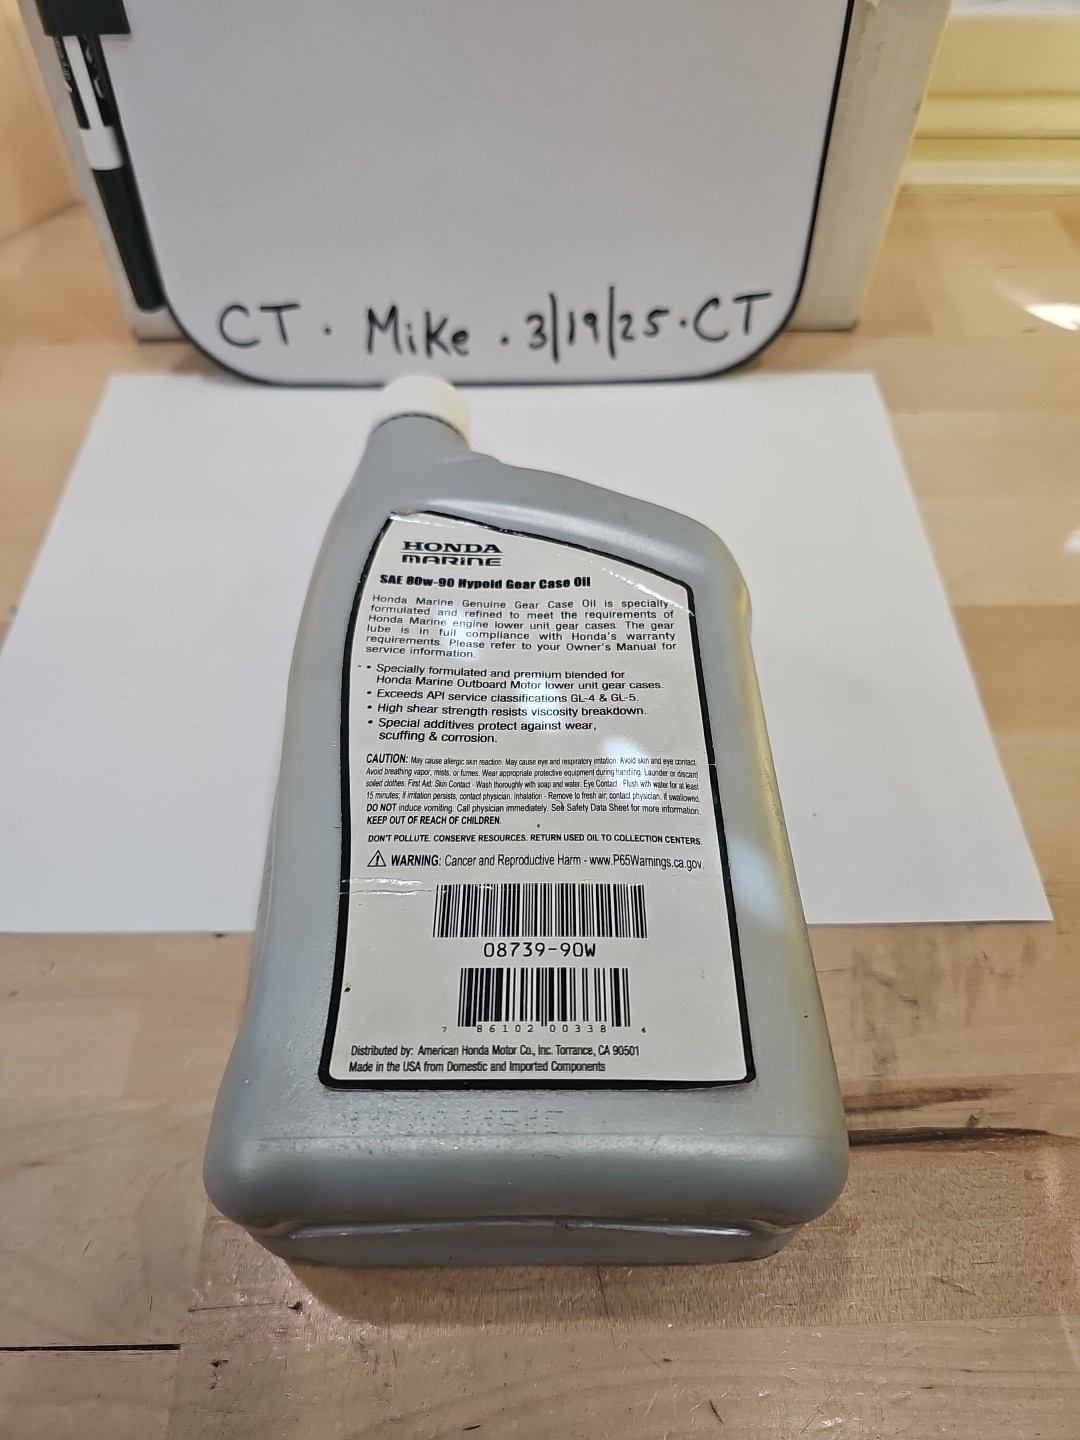 CT · Mike · 3/19/25 · CT
HONDA
MARINE
SAE 80w-90 Hypoid Gear Case Oil
Honda Marine Genuine Gear Case Oil is specially
formulated and refined to meet the requirements of
Honda Marine engine lower unit gear cases. The gear
lube is in full compliance with Honda's warranty
requirements. Please refer to your Owner's Manual for
service information.
• Specially formulated and premium blended for
Honda Marine Outboard Motor lower unit gear cases.
• Exceeds API service classifications GL-4 & GL-5.
• High shear strength resists viscosity breakdown.
• Special additives protect against wear,
scuffing & corrosion.
CAUTION: May cause allergic skin reaction. May cause eye and respiratory irritation. Avoid skin and eye contact.
Avoid breathing vapor, mists, or fumes. Wear appropriate protective equipment during handling. Launder or discard
soiled clothes. First Aid: Skin Contact - Wash thoroughly with soap and water. Eye Contact - Flush with water for at least
15 minutes; if irritation persists, contact physician. Inhalation - Remove to fresh air; contact physician. If swallowed,
DO NOT induce vomiting. Call physician immediately. See Safety Data Sheet for more information.
KEEP OUT OF REACH OF CHILDREN.
DON'T POLLUTE. CONSERVE RESOURCES. RETURN USED OIL TO COLLECTION CENTERS.
WARNING: Cancer and Reproductive Harm - www.P65Warnings.ca.gov.
08739-90W
7 86102 00338 4
Distributed by: American Honda Motor Co., Inc. Torrance, CA 90501
Made in the USA from Domestic and Imported Components